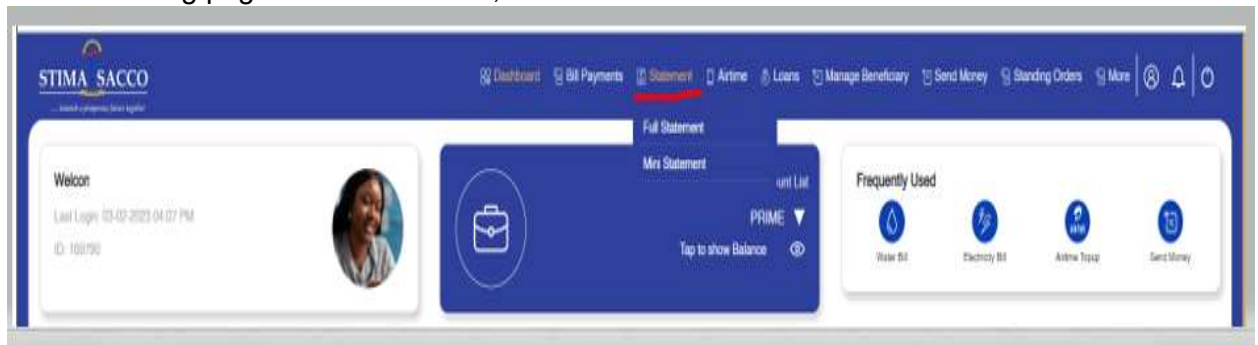 STIMA SACCO
Dashboard Bill Payments Statement Airtime Loans Manage Beneficiary Send Money Standing Orders More
Full Statement
Mini Statement
Welcon
Last Login: 03-02-2023 04:07 PM
ID:
unt List
PRIME
Tap to show Balance
Frequently Used
Water Bill Electricity Bill Airtime Topup Send Money